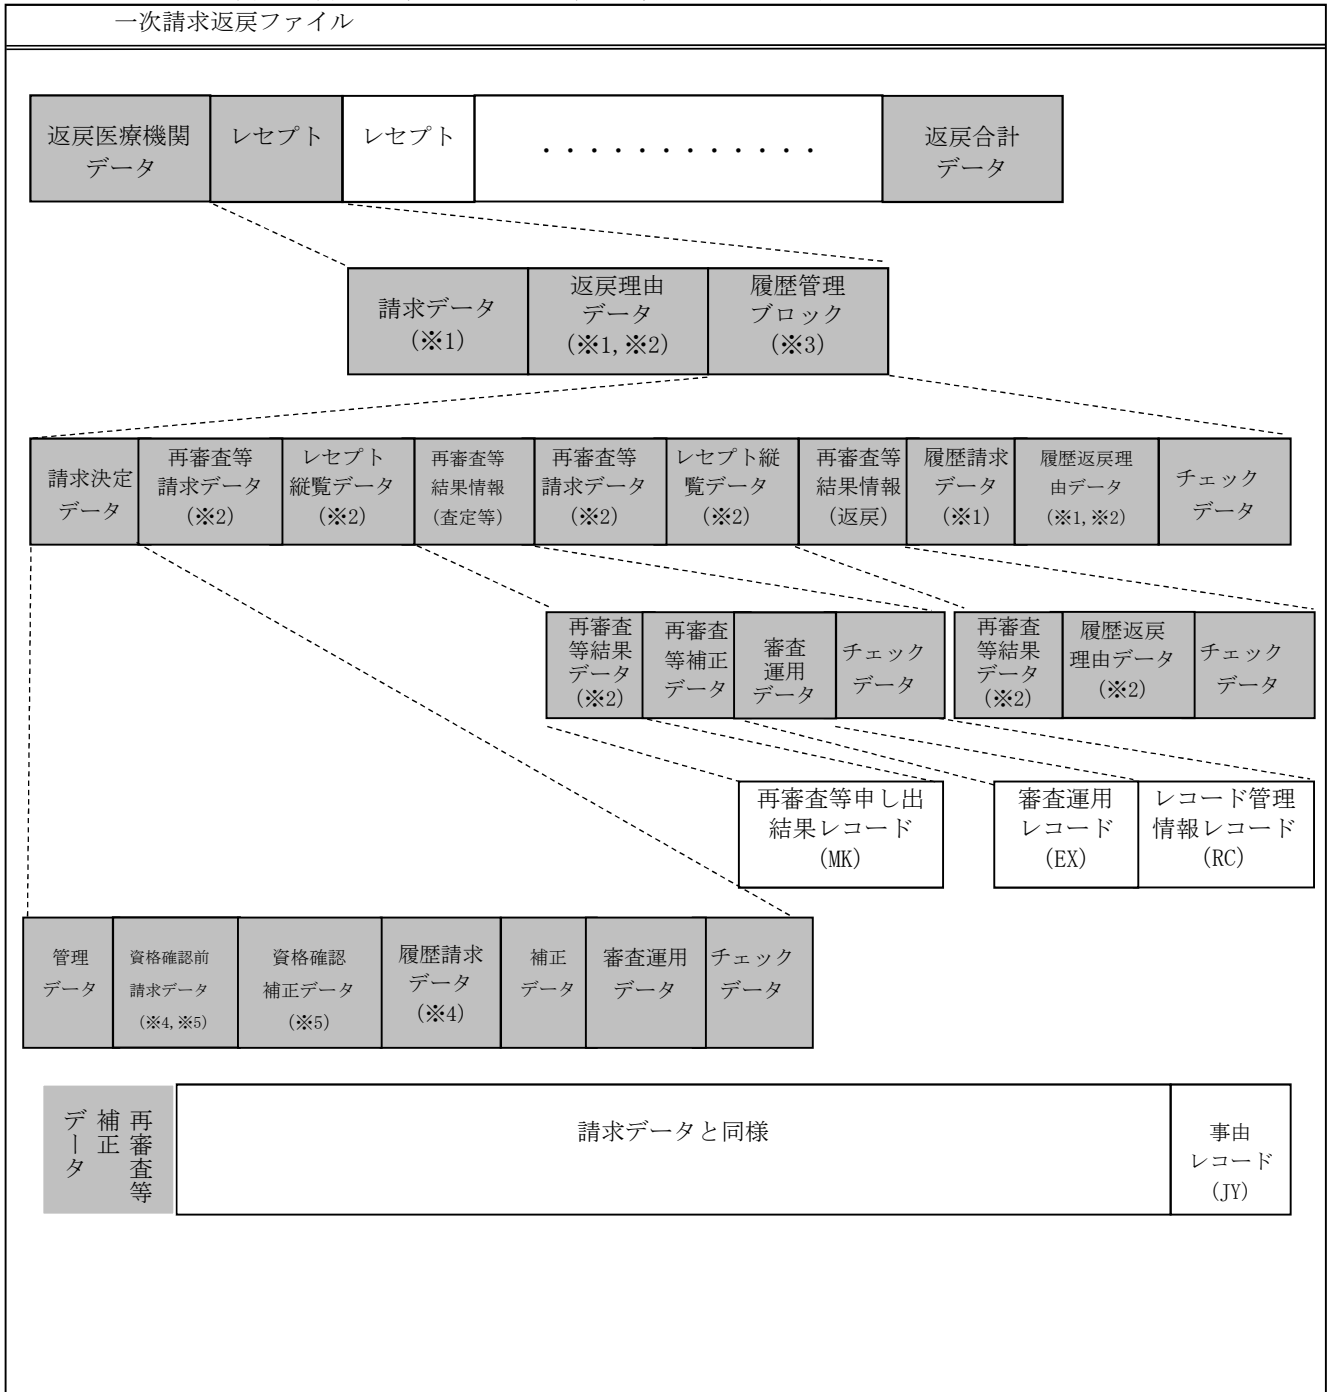 一次請求返戻ファイル
返戻医療機関
データ
レセプト
レセプト
・・・・・・・・・・・・
返戻合計
データ
請求データ
(※1)
返戻理由
データ
(※1,※2)
履歴管理
ブロック
(※3)
請求決定
データ
再審査等
請求データ
(※2)
レセプト
縦覧データ
(※2)
再審査等
結果情報
(査定等)
再審査等
請求データ
(※2)
レセプト縦
覧データ
(※2)
再審査等
結果情報
(返戻)
履歴請求
データ
(※1)
履歴返戻理
由データ
(※1,※2)
チェック
データ
再審査
等結果
データ
(※2)
再審査
等補正
データ
審査
運用
データ
チェック
データ
再審査
等結果
データ
(※2)
履歴返戻
理由データ
(※2)
チェック
データ
再審査等申し出
結果レコード
(MK)
審査運用
レコード
(EX)
レコード管理
情報レコード
(RC)
管理
データ
資格確認前
請求データ
(※4,※5)
資格確認
補正データ
(※5)
履歴請求
データ
(※4)
補正
データ
審査運用
データ
チェック
データ
再審査等
補正
データ
請求データと同様
事由
レコード
(JY)